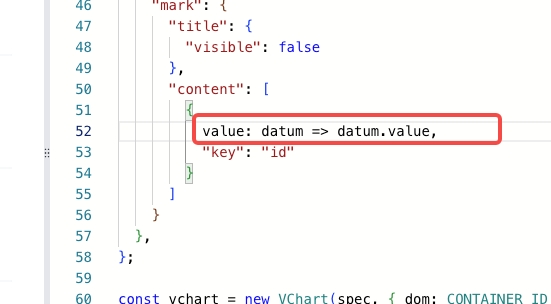 46 "mark": {
47 "title": {
48 "visible": false
49 },
50 "content": [
51 {
52 value: datum => datum.value,
53 "key": "id"
54 }
55 ]
56 }
57 },
58 };
59
60 const vchart = new VChart(spec, { dom: CONTAINER_ID